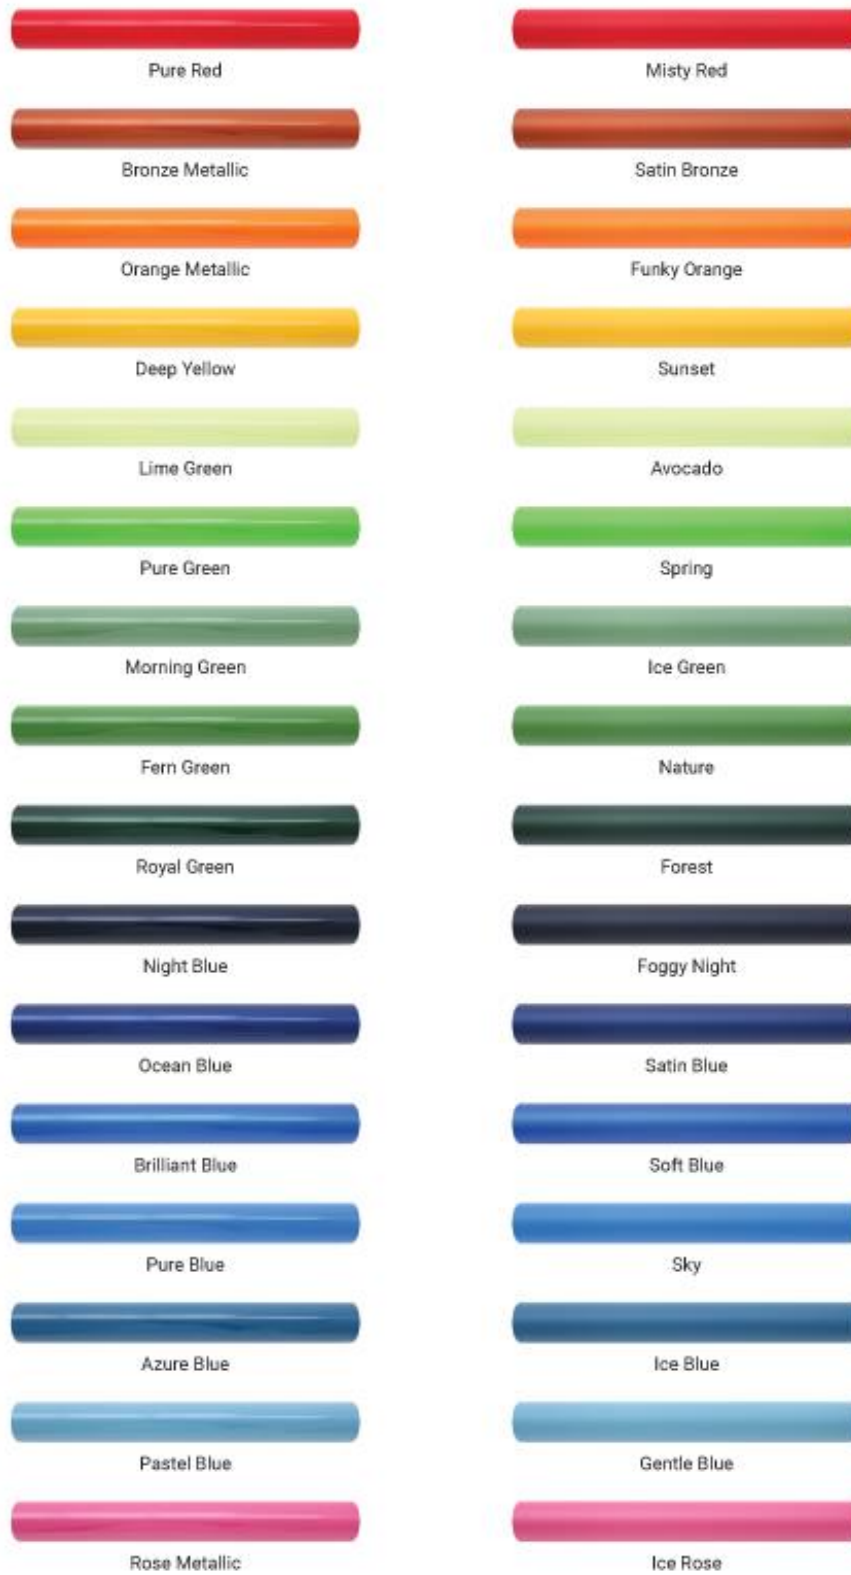 Pure Red
Misty Red
Bronze Metallic
Satin Bronze
Orange Metallic
Funky Orange
Deep Yellow
Sunset
Lime Green
Avocado
Pure Green
Spring
Morning Green
Ice Green
Fern Green
Nature
Royal Green
Forest
Night Blue
Foggy Night
Ocean Blue
Satin Blue
Brilliant Blue
Soft Blue
Pure Blue
Sky
Azure Blue
Ice Blue
Pastel Blue
Gentle Blue
Rose Metallic
Ice Rose